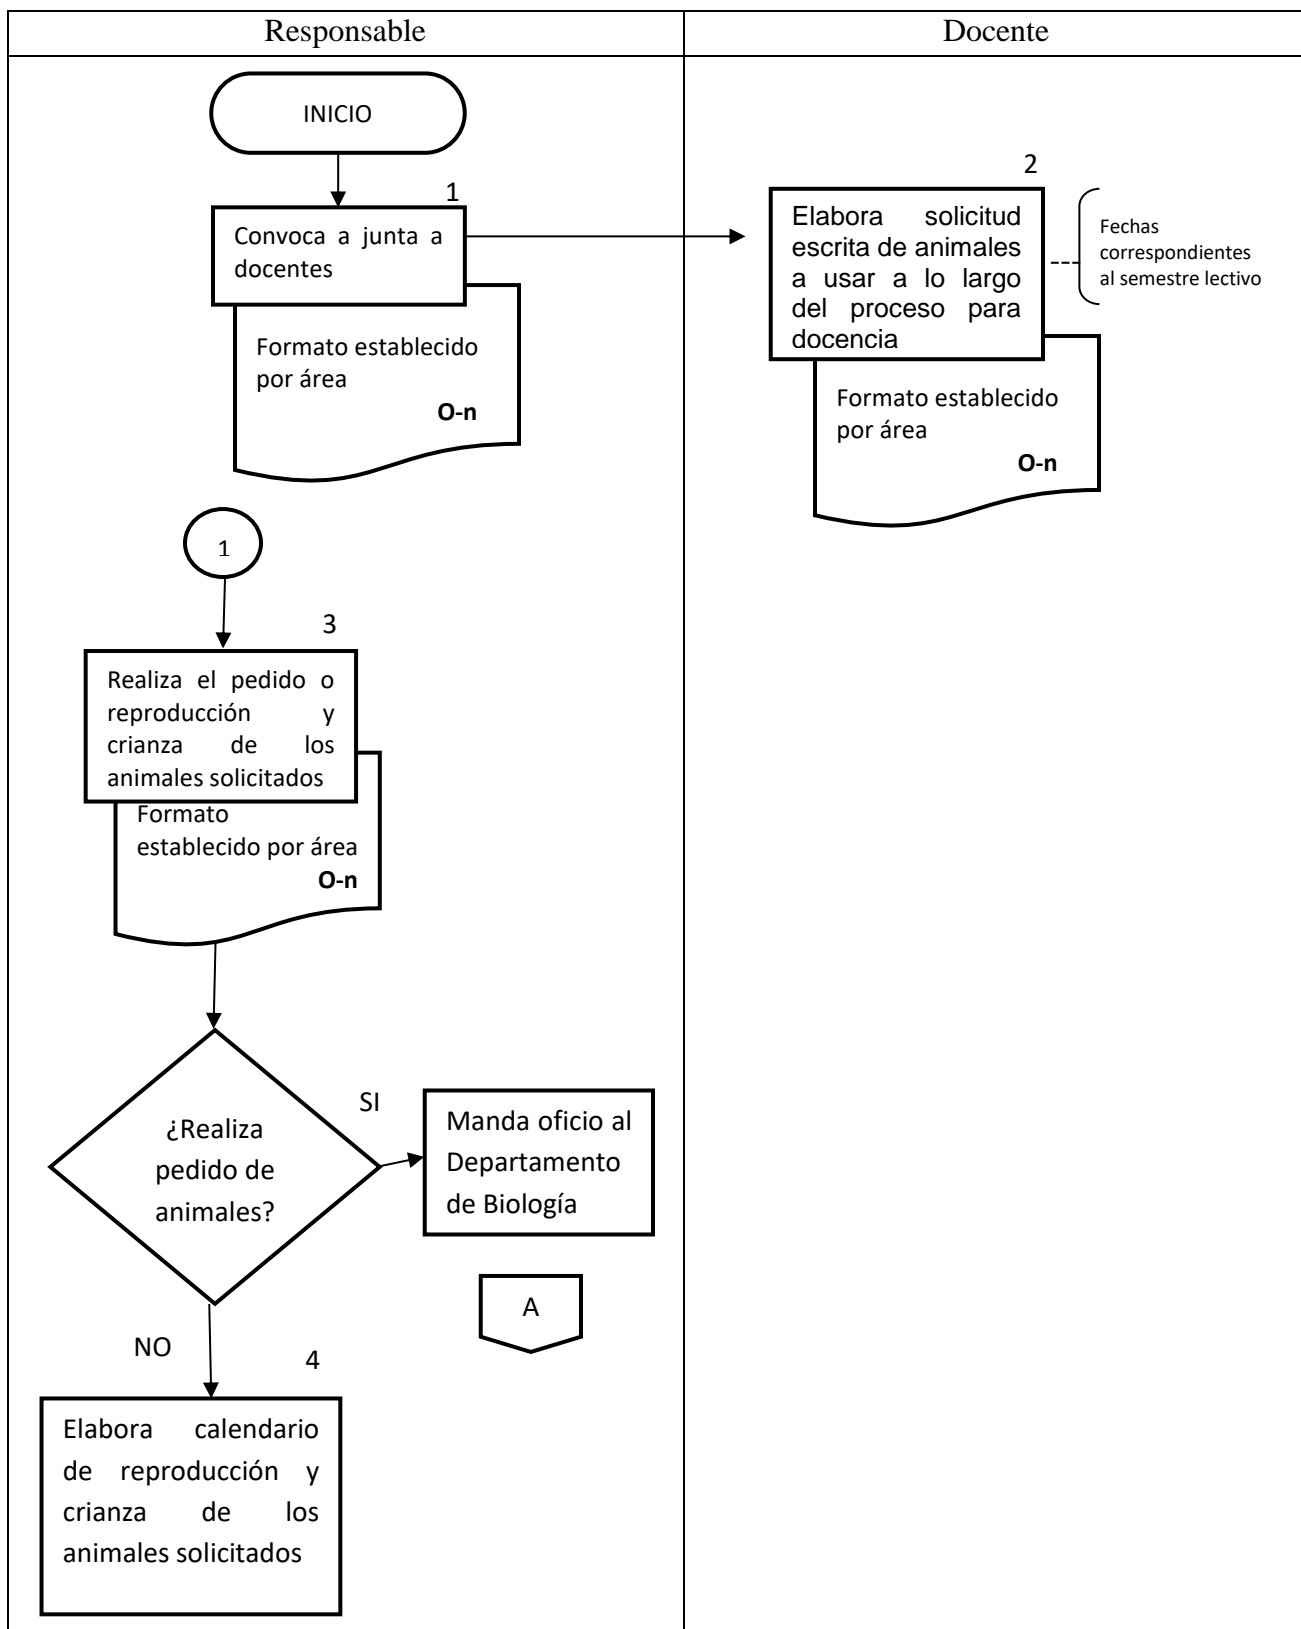 Responsable
Docente
INICIO
1
Convoca a junta a
docentes
Formato establecido
por área
O-n
2
Elabora solicitud
escrita de animales
a usar a lo largo
del proceso para
docencia
Fechas
correspondientes
al semestre lectivo
Formato establecido
por área
O-n
1
3
Realiza el pedido o
reproducción y
crianza de los
animales solicitados
Formato
establecido por área
O-n
¿Realiza
pedido de
animales?
SI
Manda oficio al
Departamento
de Biología
A
NO
4
Elabora calendario
de reproducción y
crianza de los
animales solicitados